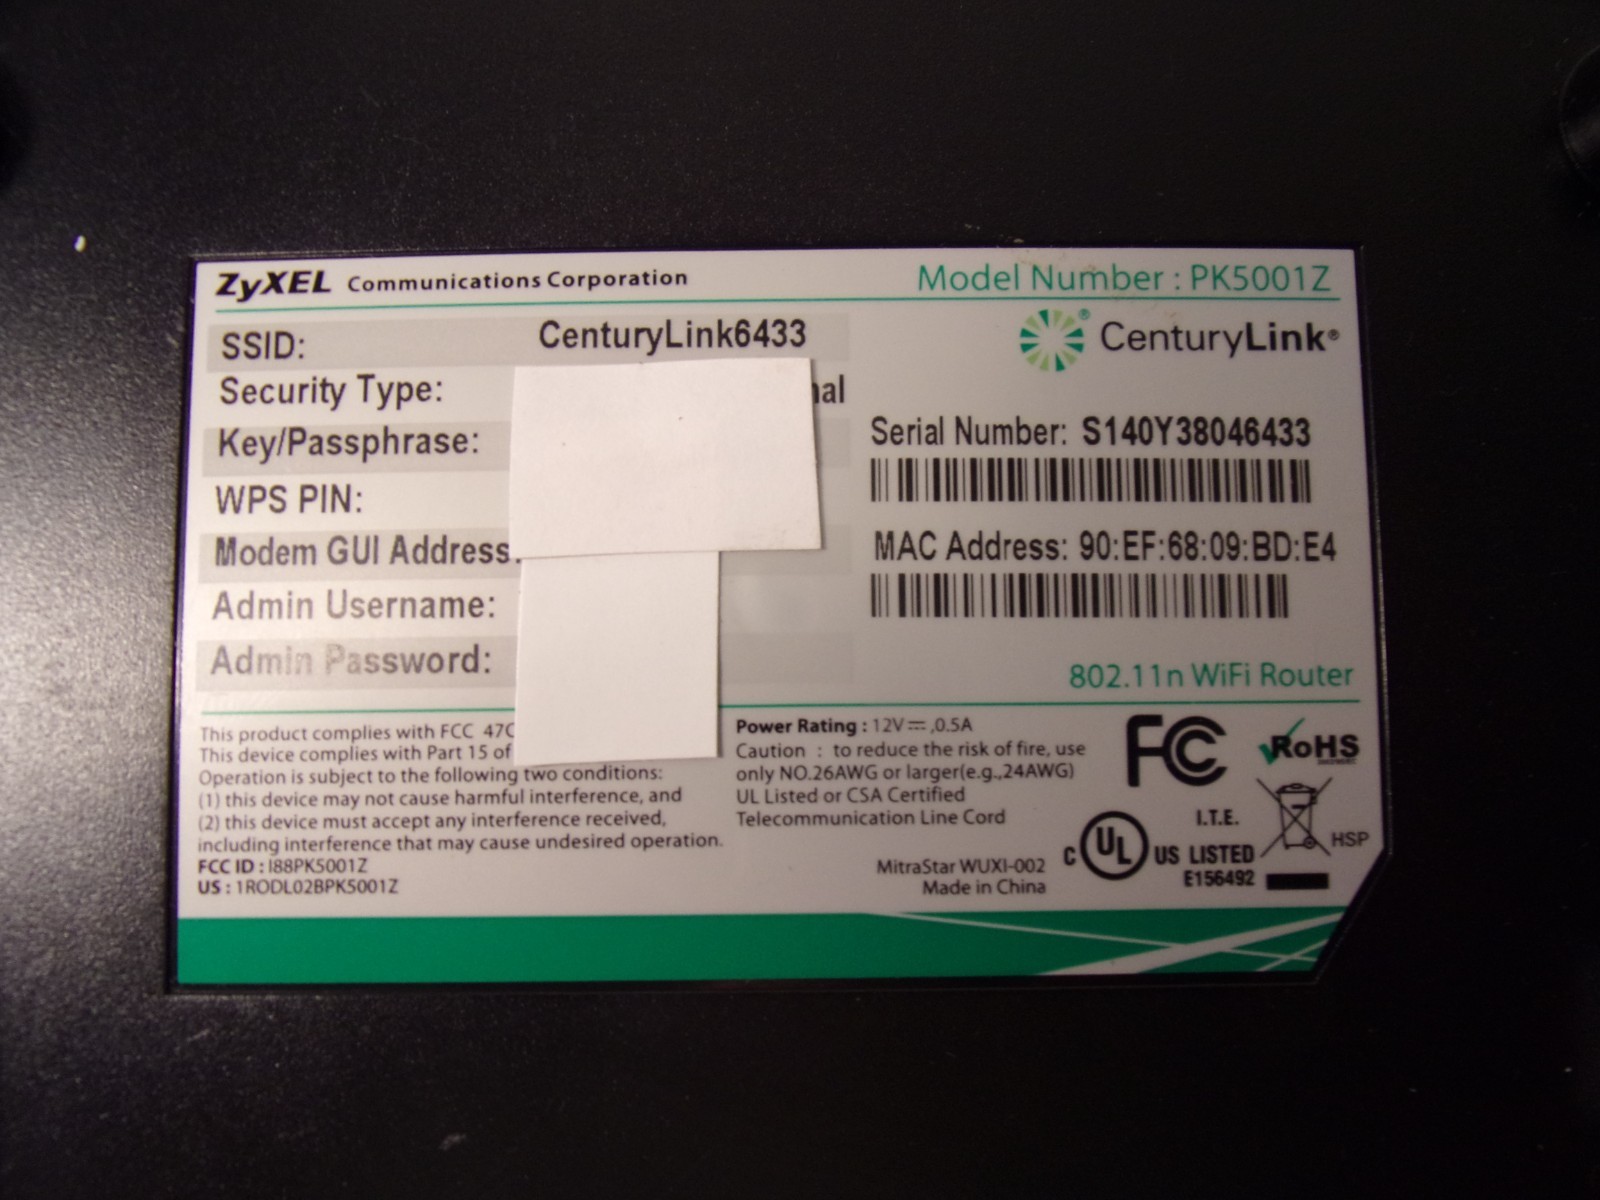 ZyXEL Communications Corporation
Model Number : PK5001Z
SSID: CenturyLink6433
CenturyLink®
Security Type:
Key/Passphrase:
WPS PIN:
Modem GUI Address:
Admin Username:
Admin Password:
Serial Number: S140Y38046433
MAC Address: 90:EF:68:09:BD:E4
802.11n WiFi Router
This product complies with FCC 47C
This device complies with Part 15 of
Operation is subject to the following two conditions:
(1) this device may not cause harmful interference, and
(2) this device must accept any interference received,
including interference that may cause undesired operation.
FCC ID : I88PK5001Z
US : 1RODL02BPK5001Z
Power Rating : 12V⎓,0.5A
Caution : to reduce the risk of fire, use
only NO.26AWG or larger(e.g.,24AWG)
UL Listed or CSA Certified
Telecommunication Line Cord
MitraStar WUXI-002
Made in China
FC
RoHS
C UL US LISTED
I.T.E.
E156492
HSP